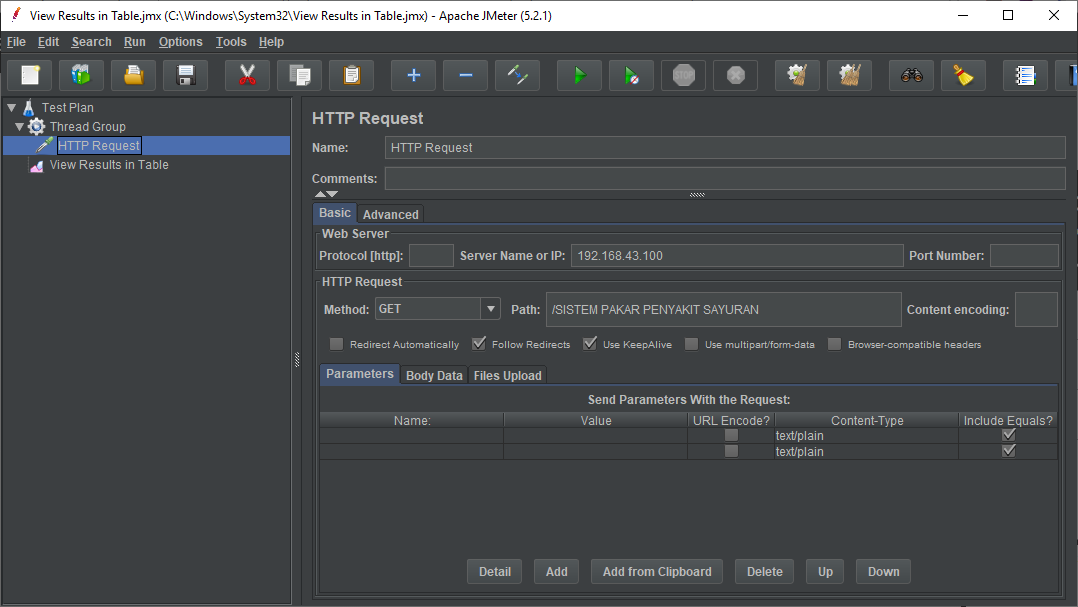 View Results in Table.jmx (C:\Windows\System32\View Results in Table.jmx) - Apache JMeter (5.2.1)
File Edit Search Run Options Tools Help
STOP
Test Plan
Thread Group
HTTP Request
View Results in Table
HTTP Request
Name: HTTP Request
Comments:
Basic Advanced
Web Server
Protocol [http]: Server Name or IP: 192.168.43.100 Port Number:
HTTP Request
Method: GET Path: /SISTEM PAKAR PENYAKIT SAYURAN Content encoding:
Redirect Automatically Follow Redirects Use KeepAlive Use multipart/form-data Browser-compatible headers
Parameters Body Data Files Upload
Send Parameters With the Request:
Name: Value URL Encode? Content-Type Include Equals?
text/plain
text/plain
Detail Add Add from Clipboard Delete Up Down